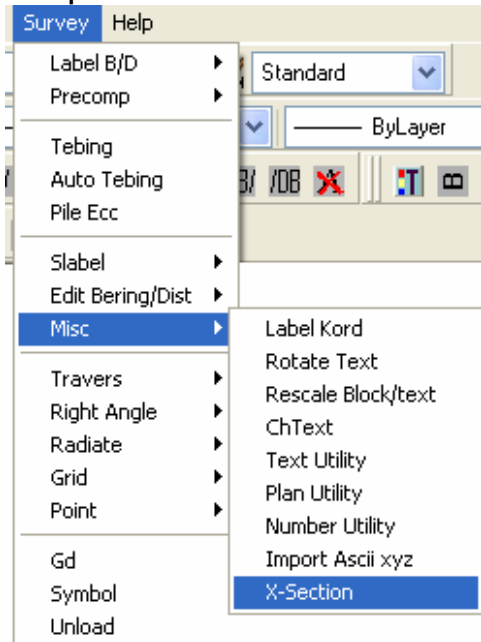 Survey Help
Label B/D
Precomp
Standard
ByLayer
Tebing
Auto Tebing
Pile Ecc
/DB
Slabel
Edit Bering/Dist
Misc
Travers
Right Angle
Radiate
Grid
Point
Gd
Symbol
Unload
Label Kord
Rotate Text
Rescale Block/text
ChText
Text Utility
Plan Utility
Number Utility
Import Ascii xyz
X-Section